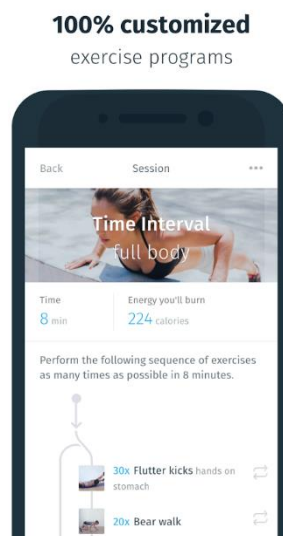 100% customized
exercise programs
Back Session
Time Interval
full body
Time Energy you'll burn
8 min 224 calories
Perform the following sequence of exercises
as many times as possible in 8 minutes.
30x Flutter kicks hands on
stomach
20x Bear walk